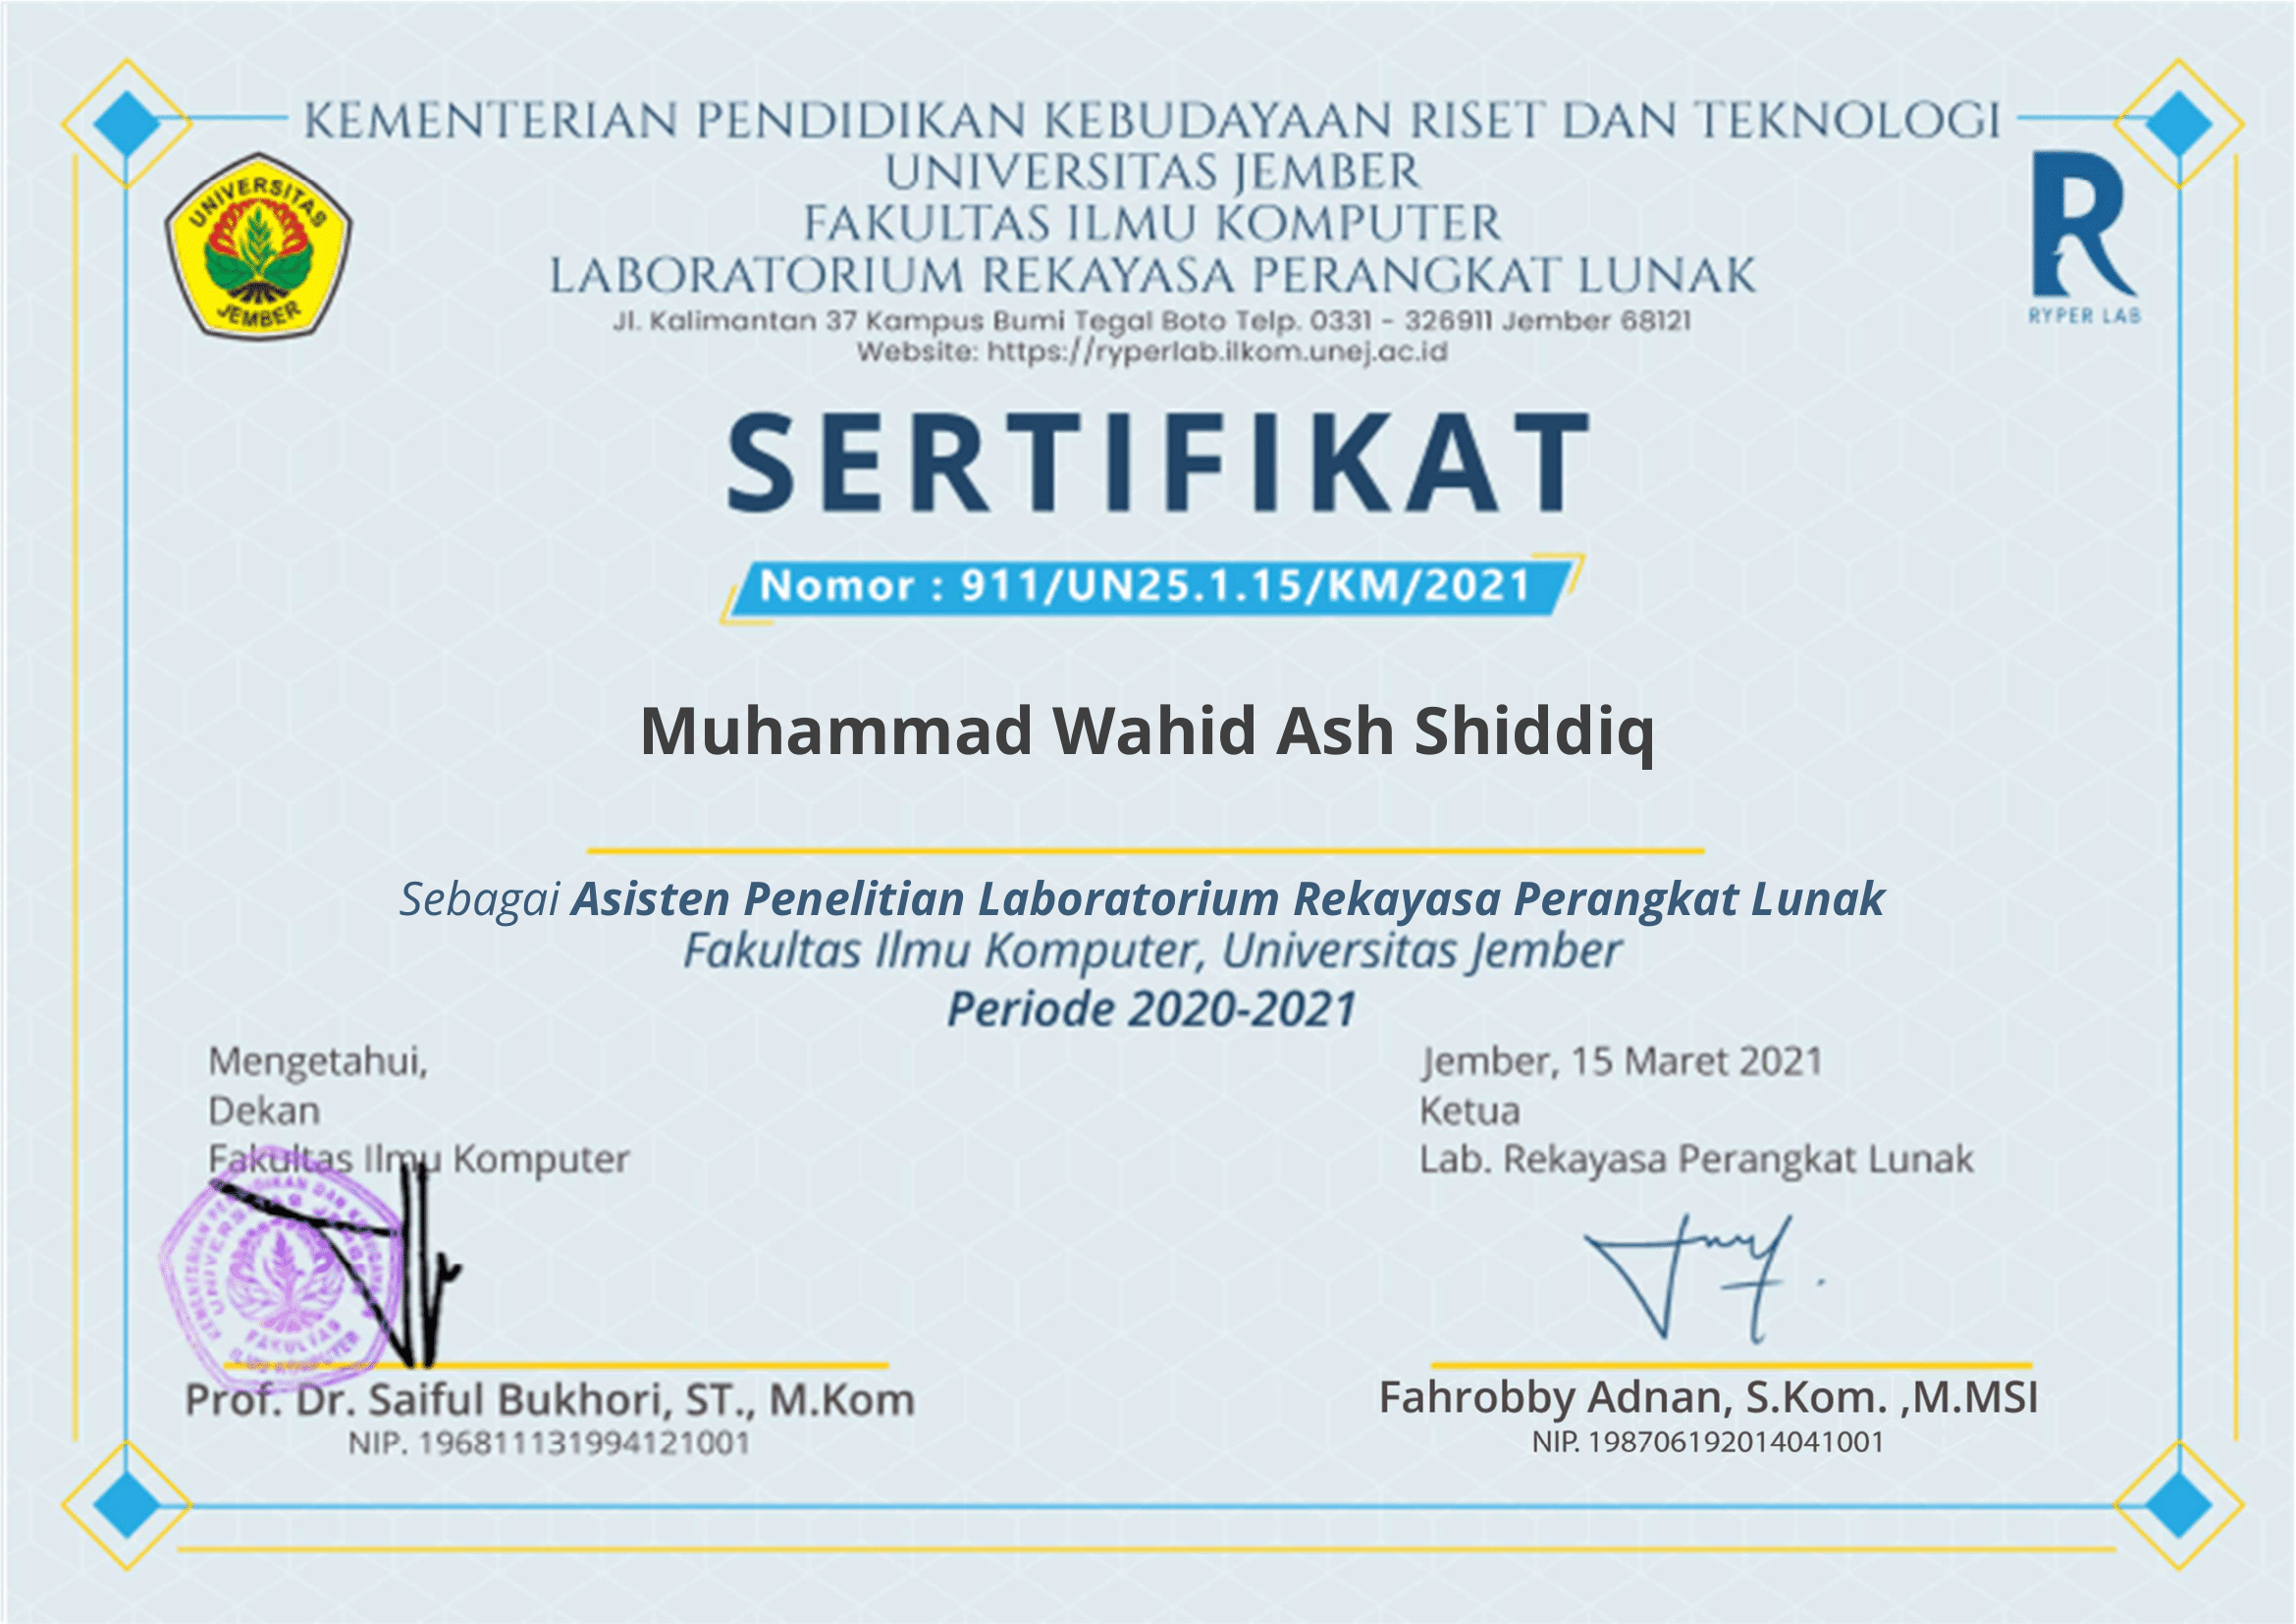 KEMENTERIAN PENDIDIKAN KEBUDAYAAN RISET DAN TEKNOLOGI
UNIVERSITAS JEMBER
FAKULTAS ILMU KOMPUTER
LABORATORIUM REKAYASA PERANGKAT LUNAK
Jl. Kalimantan 37 Kampus Bumi Tegal Boto Telp. 0331 - 326911 Jember 68121
Website: https://ryperlab.ilkom.unej.ac.id
UNIVERSITAS
JEMBER
RYPER LAB
SERTIFIKAT
Nomor : 911/UN25.1.15/KM/2021
Muhammad Wahid Ash Shiddiq
Sebagai Asisten Penelitian Laboratorium Rekayasa Perangkat Lunak
Fakultas Ilmu Komputer, Universitas Jember
Periode 2020-2021
Mengetahui,
Dekan
Fakultas Ilmu Komputer
FAKULTAS
ILMU KOMPUTER
Prof. Dr. Saiful Bukhori, ST., M.Kom
NIP. 196811131994121001
Jember, 15 Maret 2021
Ketua
Lab. Rekayasa Perangkat Lunak
Fahrobby Adnan, S.Kom. ,M.MSI
NIP. 198706192014041001